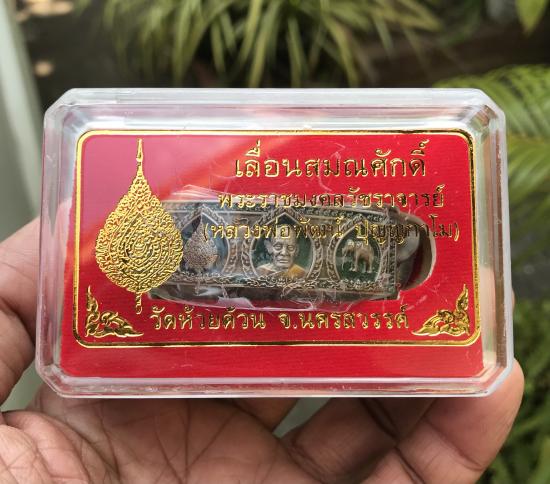 เลื่อนสมณศักดิ์
พระราชมงคลวัชราจารย์
(หลวงพ่อพัฒน์ ปุญฺญกาโม)
วัดห้วยด้วน จ.นครสวรรค์